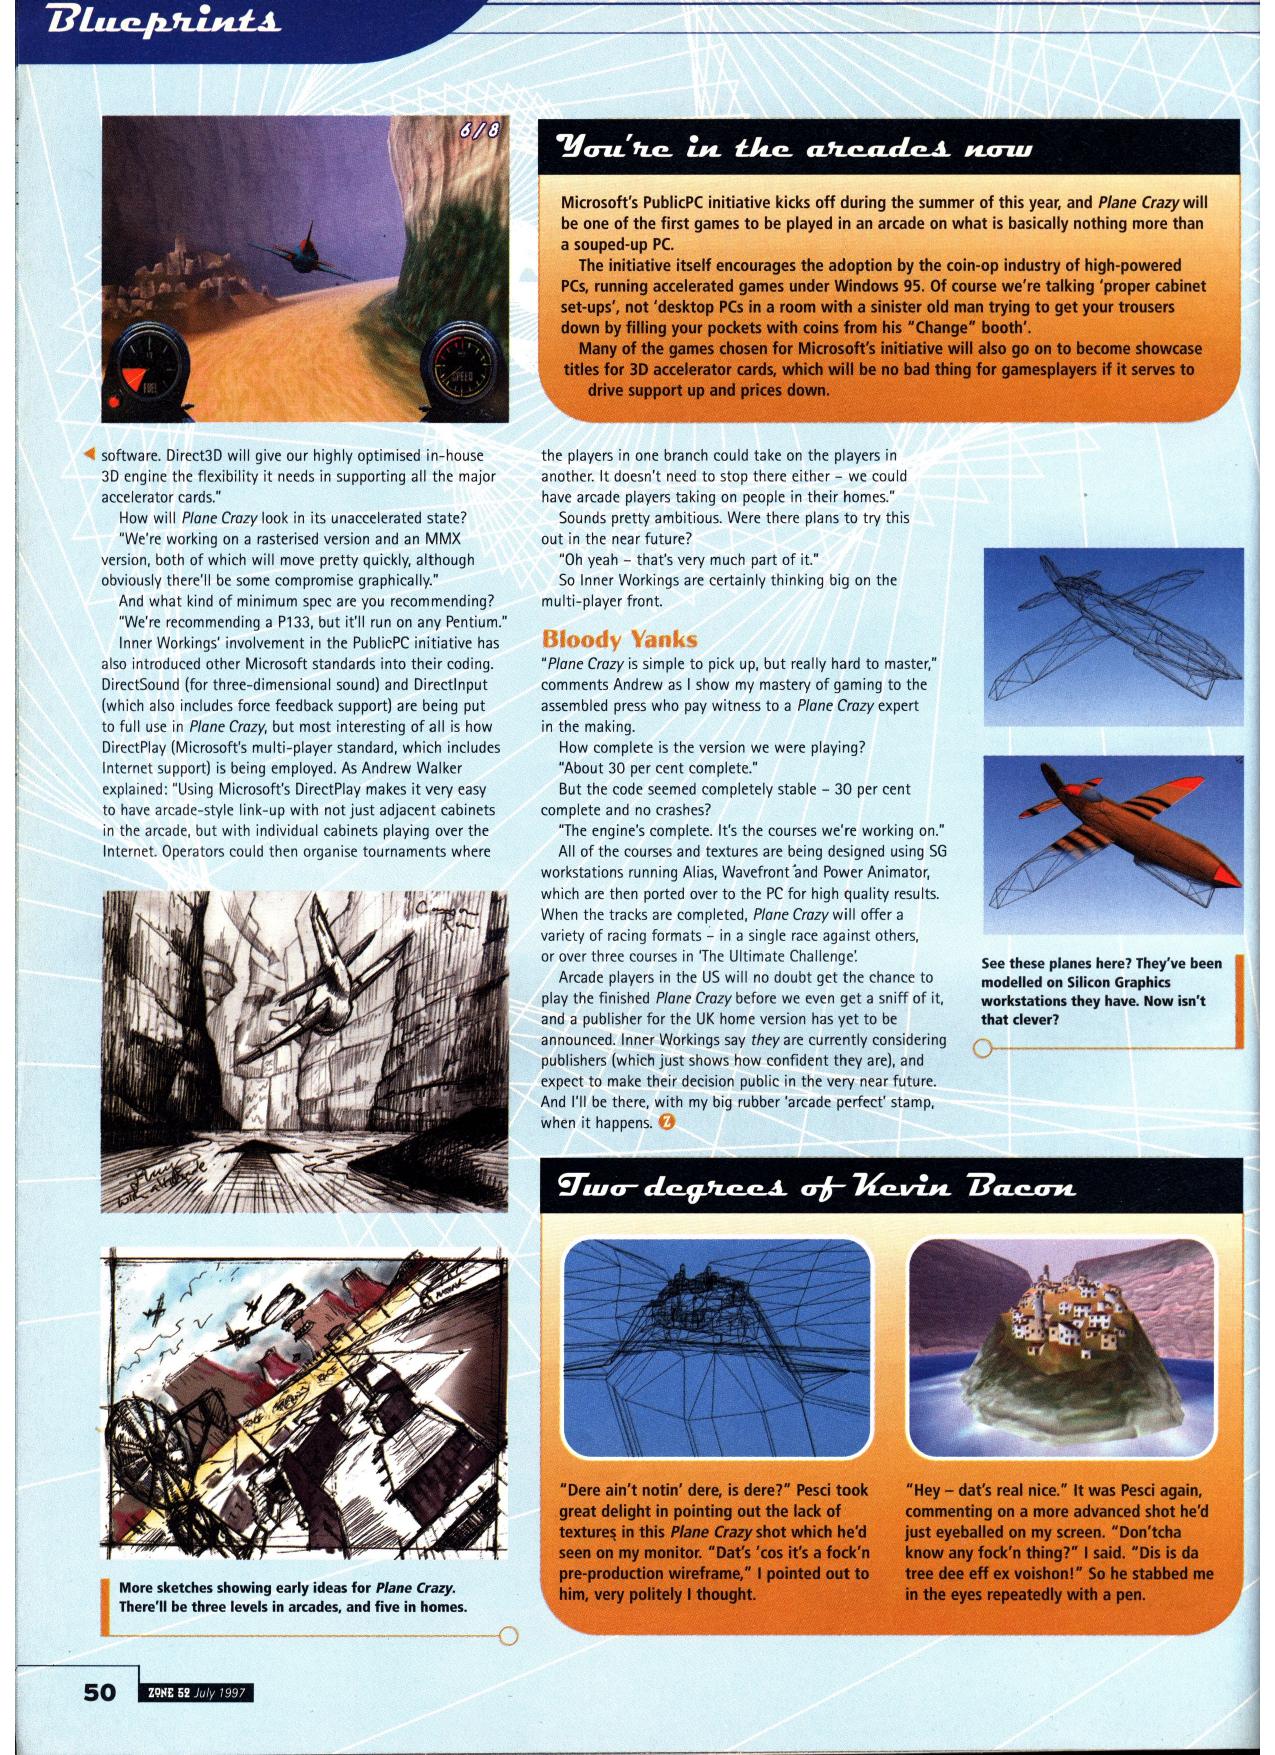 Blueprints
6/8
FUEL
SPEED
You're in the arcades now
Microsoft's PublicPC initiative kicks off during the summer of this year, and Plane Crazy will
be one of the first games to be played in an arcade on what is basically nothing more than
a souped-up PC.
The initiative itself encourages the adoption by the coin-op industry of high-powered
PCs, running accelerated games under Windows 95. Of course we're talking 'proper cabinet
set-ups', not 'desktop PCs in a room with a sinister old man trying to get your trousers
down by filling your pockets with coins from his "Change" booth'.
Many of the games chosen for Microsoft's initiative will also go on to become showcase
titles for 3D accelerator cards, which will be no bad thing for gamesplayers if it serves to
drive support up and prices down.
software. Direct3D will give our highly optimised in-house
3D engine the flexibility it needs in supporting all the major
accelerator cards."
How will Plane Crazy look in its unaccelerated state?
"We're working on a rasterised version and an MMX
version, both of which will move pretty quickly, although
obviously there'll be some compromise graphically."
And what kind of minimum spec are you recommending?
"We're recommending a P133, but it'll run on any Pentium."
Inner Workings' involvement in the PublicPC initiative has
also introduced other Microsoft standards into their coding.
DirectSound (for three-dimensional sound) and DirectInput
(which also includes force feedback support) are being put
to full use in Plane Crazy, but most interesting of all is how
DirectPlay (Microsoft's multi-player standard, which includes
Internet support) is being employed. As Andrew Walker
explained: "Using Microsoft's DirectPlay makes it very easy
to have arcade-style link-up with not just adjacent cabinets
in the arcade, but with individual cabinets playing over the
Internet. Operators could then organise tournaments where
the players in one branch could take on the players in
another. It doesn't need to stop there either – we could
have arcade players taking on people in their homes."
Sounds pretty ambitious. Were there plans to try this
out in the near future?
"Oh yeah – that's very much part of it."
So Inner Workings are certainly thinking big on the
multi-player front.
Bloody Yanks
"Plane Crazy is simple to pick up, but really hard to master,"
comments Andrew as I show my mastery of gaming to the
assembled press who pay witness to a Plane Crazy expert
in the making.
How complete is the version we were playing?
"About 30 per cent complete."
But the code seemed completely stable – 30 per cent
complete and no crashes?
"The engine's complete. It's the courses we're working on."
All of the courses and textures are being designed using SG
workstations running Alias, Wavefront and Power Animator,
which are then ported over to the PC for high quality results.
When the tracks are completed, Plane Crazy will offer a
variety of racing formats – in a single race against others,
or over three courses in 'The Ultimate Challenge'.
Arcade players in the US will no doubt get the chance to
play the finished Plane Crazy before we even get a sniff of it,
and a publisher for the UK home version has yet to be
announced. Inner Workings say they are currently considering
publishers (which just shows how confident they are), and
expect to make their decision public in the very near future.
And I'll be there, with my big rubber 'arcade perfect' stamp,
when it happens. Z
See these planes here? They've been
modelled on Silicon Graphics
workstations they have. Now isn't
that clever?
Canyon
Run
More sketches showing early ideas for Plane Crazy.
There'll be three levels in arcades, and five in homes.
Two degrees of Kevin Bacon
"Dere ain't notin' dere, is dere?" Pesci took
great delight in pointing out the lack of
textures in this Plane Crazy shot which he'd
seen on my monitor. "Dat's 'cos it's a fock'n
pre-production wireframe," I pointed out to
him, very politely I thought.
"Hey – dat's real nice." It was Pesci again,
commenting on a more advanced shot he'd
just eyeballed on my screen. "Don'tcha
know any fock'n thing?" I said. "Dis is da
tree dee eff ex voishon!" So he stabbed me
in the eyes repeatedly with a pen.
50 ZONE 52 July 1997